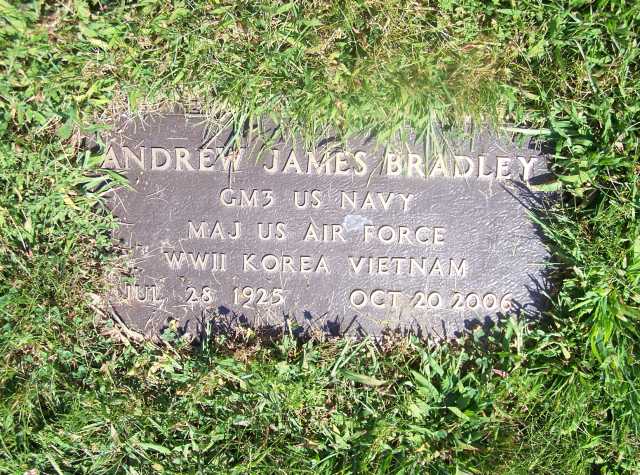 ANDREW JAMES BRADLEY
GM3 US NAVY
MAJ US AIR FORCE
WWII KOREA VIETNAM
JUL 28 1925 OCT 20 2006